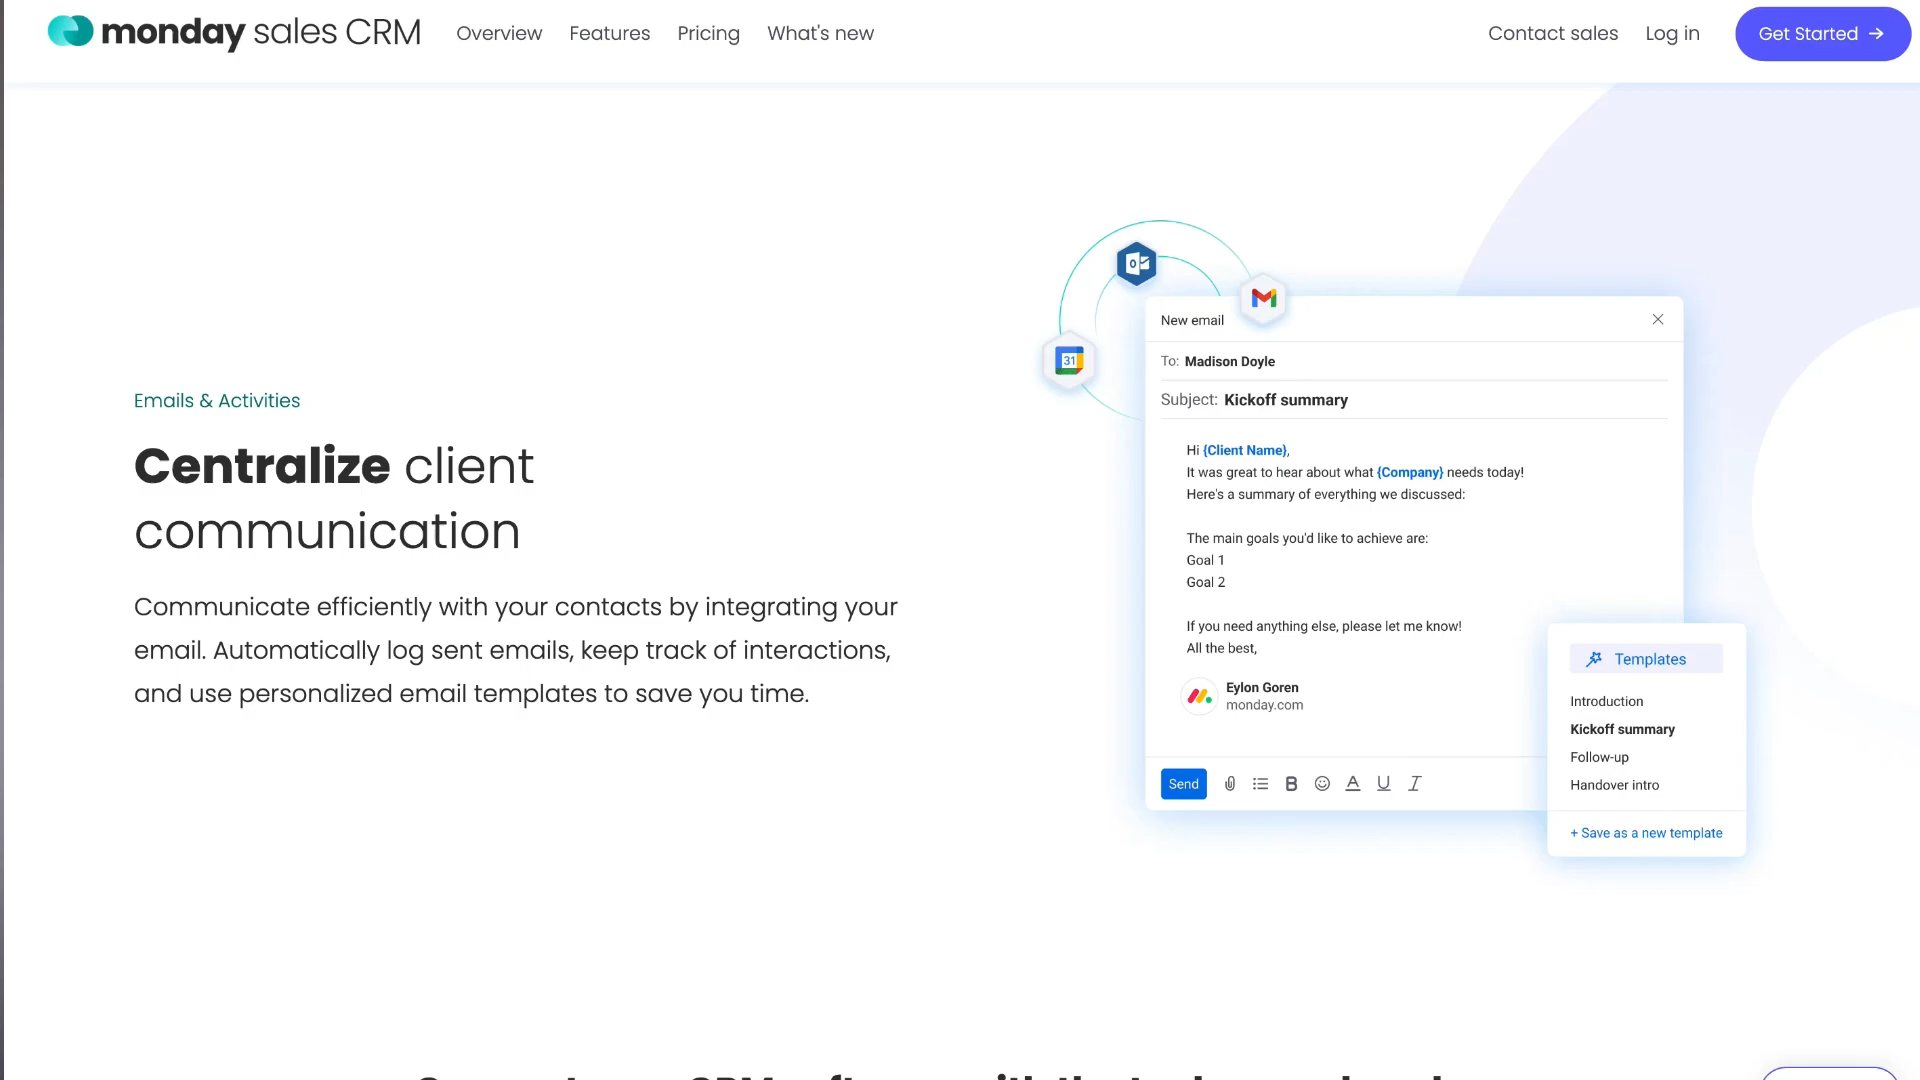 monday sales CRM Overview Features Pricing What's new Contact sales Log in Get Started →
Emails & Activities
Centralize client
communication
Communicate efficiently with your contacts by integrating your
email. Automatically log sent emails, keep track of interactions,
and use personalized email templates to save you time.
31
New email
To: Madison Doyle
Subject: Kickoff summary
Hi {Client Name},
It was great to hear about what {Company} needs today!
Here's a summary of everything we discussed:
The main goals you'd like to achieve are:
Goal 1
Goal 2
If you need anything else, please let me know!
All the best,
Eylon Goren
monday.com
Send
Templates
Introduction
Kickoff summary
Follow-up
Handover intro
+ Save as a new template